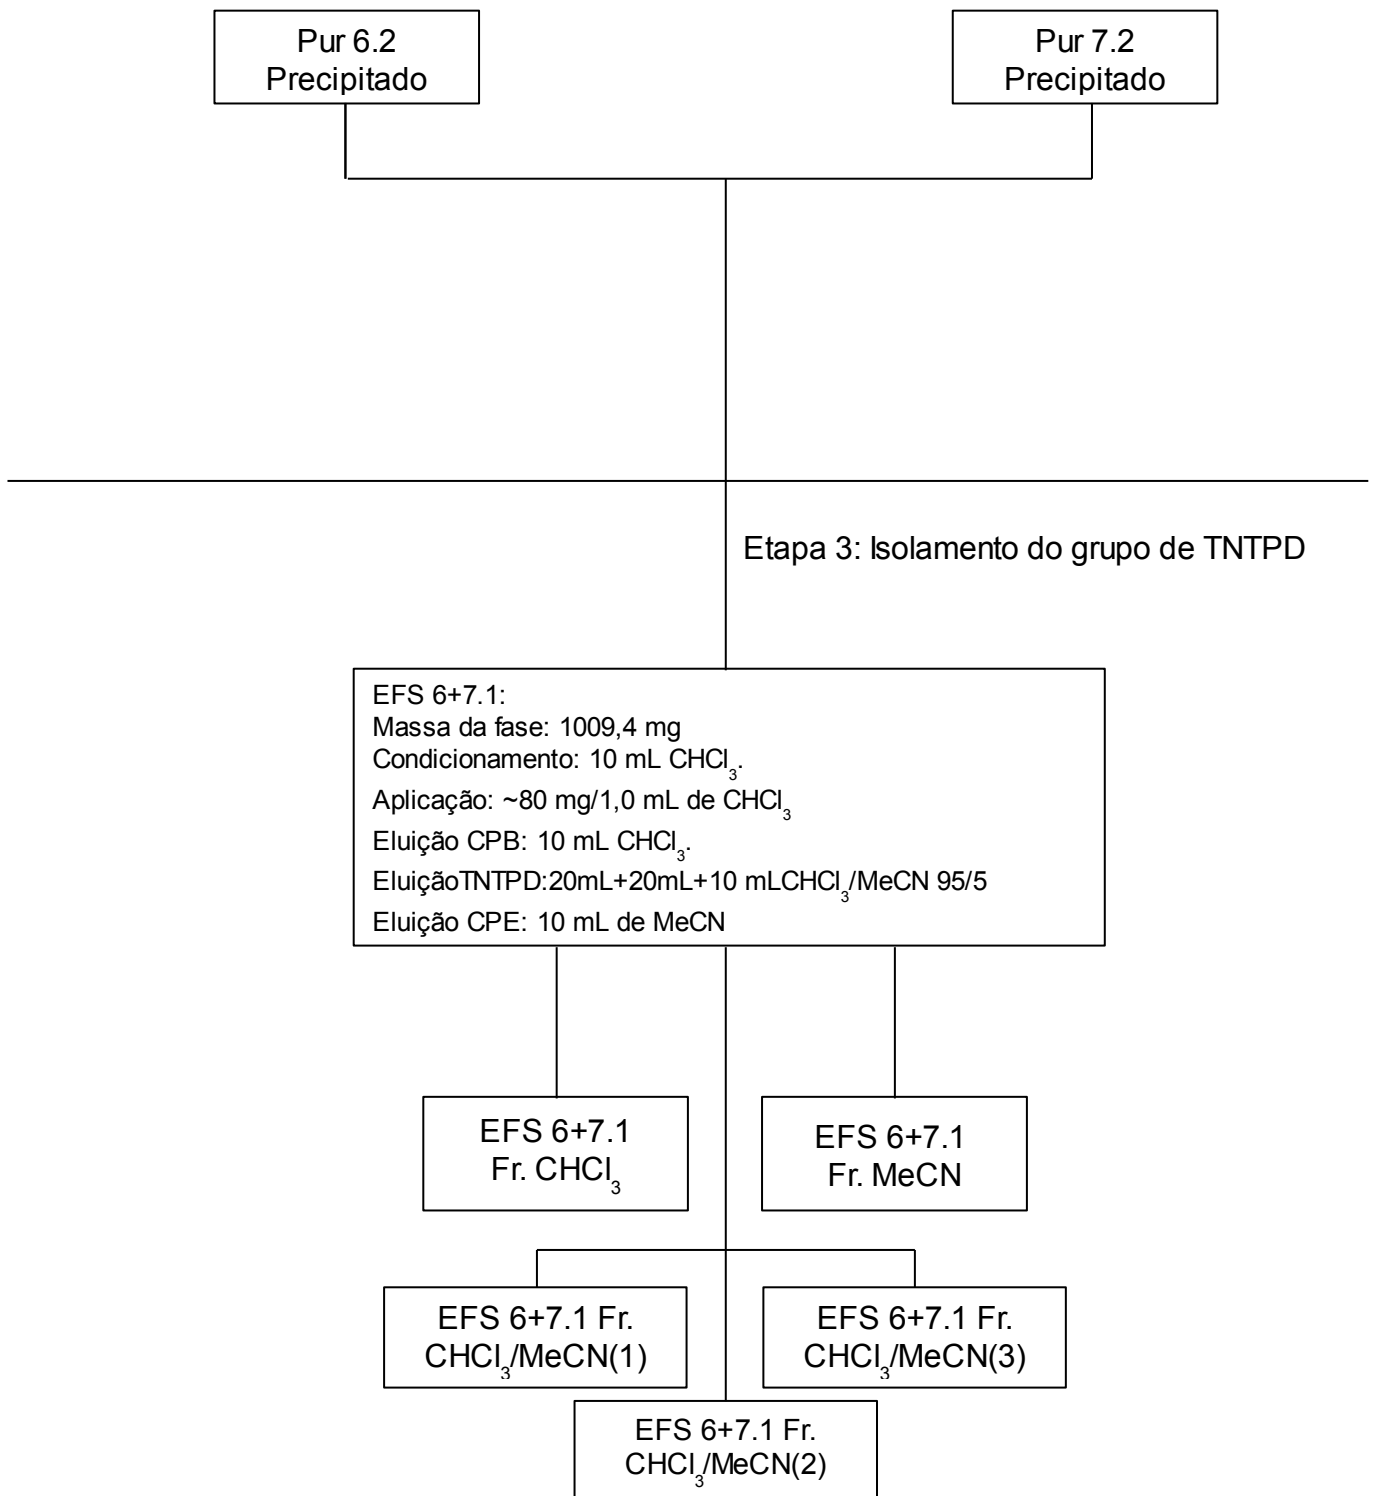 Pur 6.2
Precipitado
Pur 7.2
Precipitado
Etapa 3: Isolamento do grupo de TNTPD
EFS 6+7.1:
Massa da fase: 1009,4 mg
Condicionamento: 10 mL CHCl₃.
Aplicação: ~80 mg/1,0 mL de CHCl₃
Eluição CPB: 10 mL CHCl₃.
EluiçãoTNTPD:20mL+20mL+10 mLCHCl₃/MeCN 95/5
Eluição CPE: 10 mL de MeCN
EFS 6+7.1
Fr. CHCl₃
EFS 6+7.1
Fr. MeCN
EFS 6+7.1 Fr.
CHCl₃/MeCN(1)
EFS 6+7.1 Fr.
CHCl₃/MeCN(3)
EFS 6+7.1 Fr.
CHCl₃/MeCN(2)